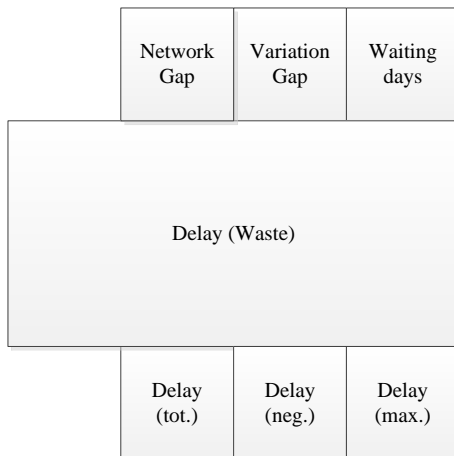 Network
Gap
Variation
Gap
Waiting
days
Delay (Waste)
Delay
(tot.)
Delay
(neg.)
Delay
(max.)